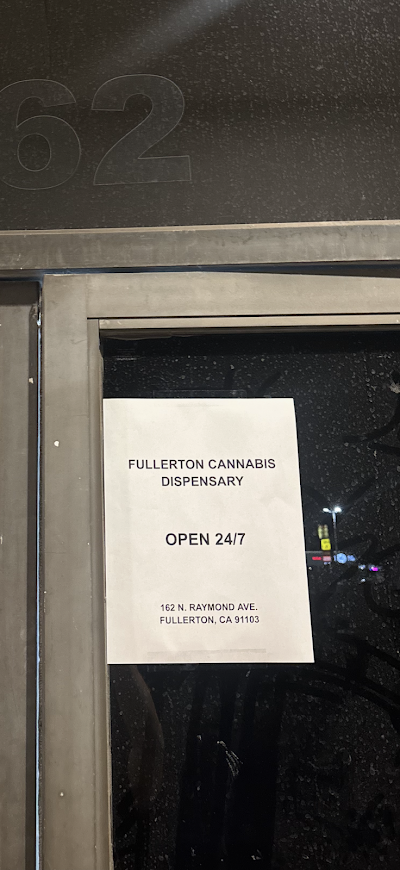 62
FULLERTON CANNABIS
DISPENSARY
OPEN 24/7
162 N. RAYMOND AVE.
FULLERTON, CA 91103